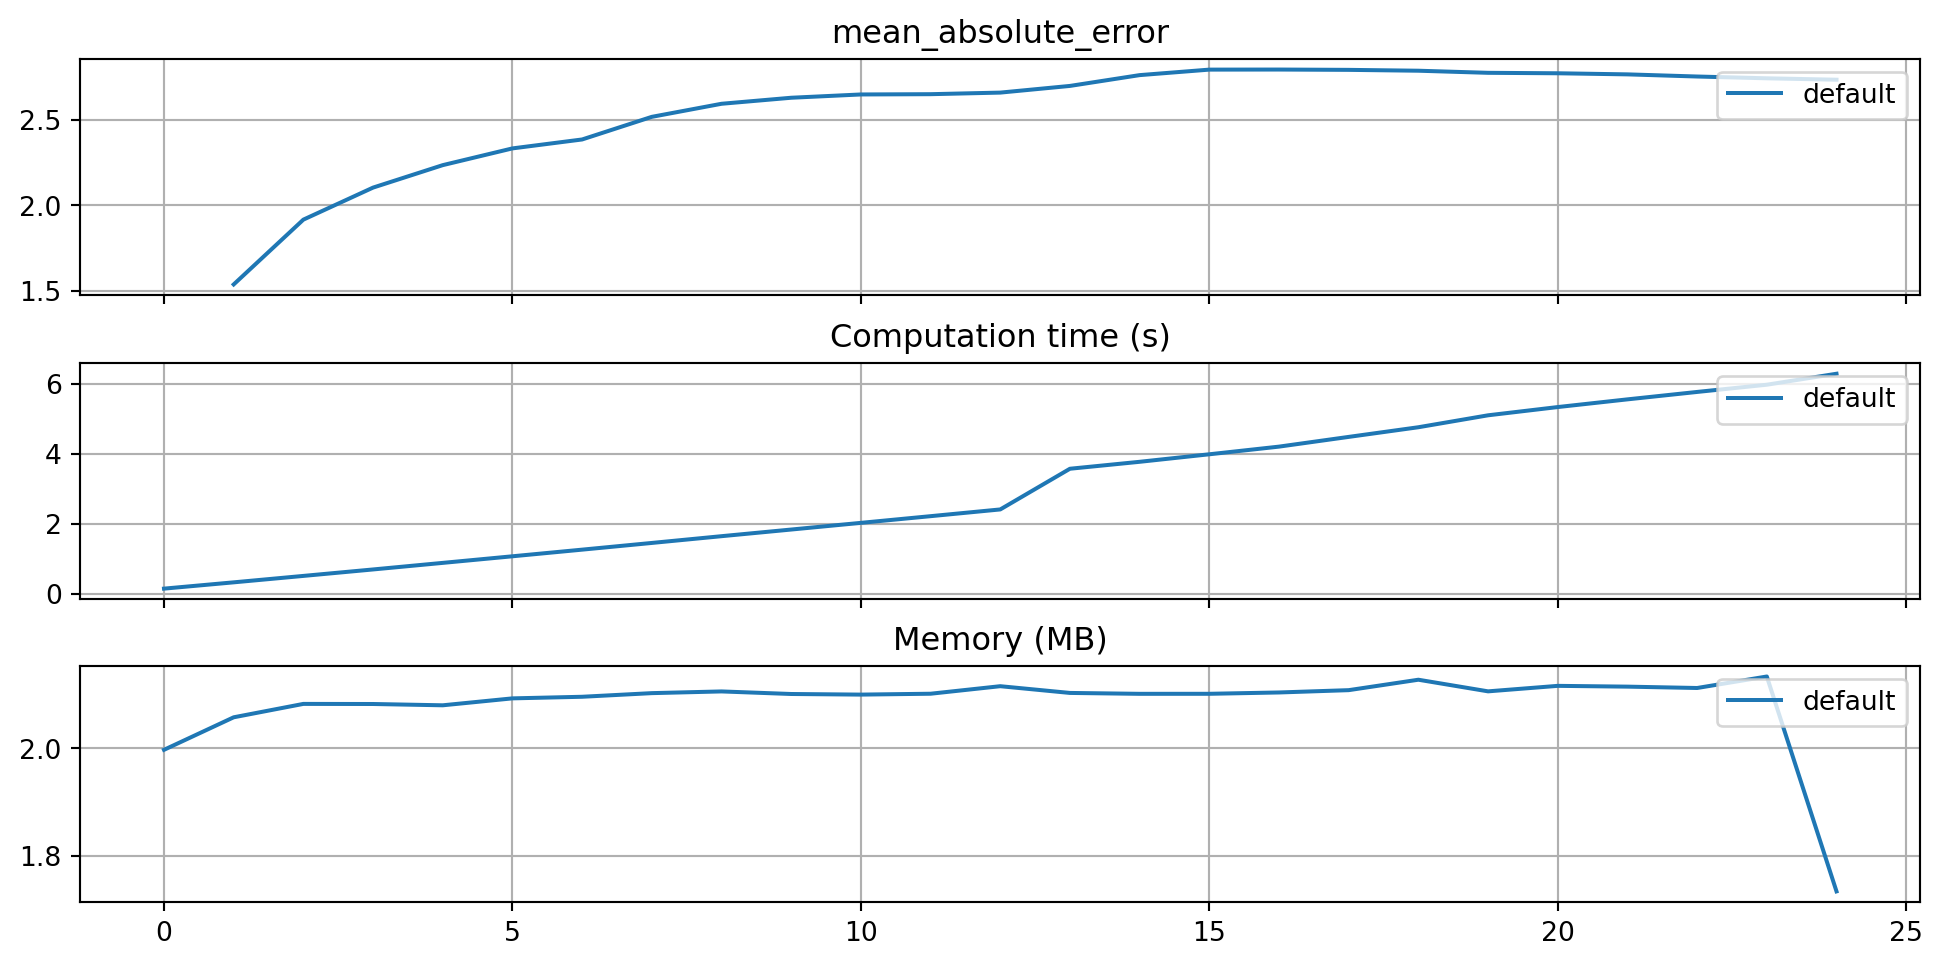 mean_absolute_error
2.5
2.0
1.5
default
Computation time (s)
6
4
2
0
default
Memory (MB)
2.0
1.8
default
0 5 10 15 20 25